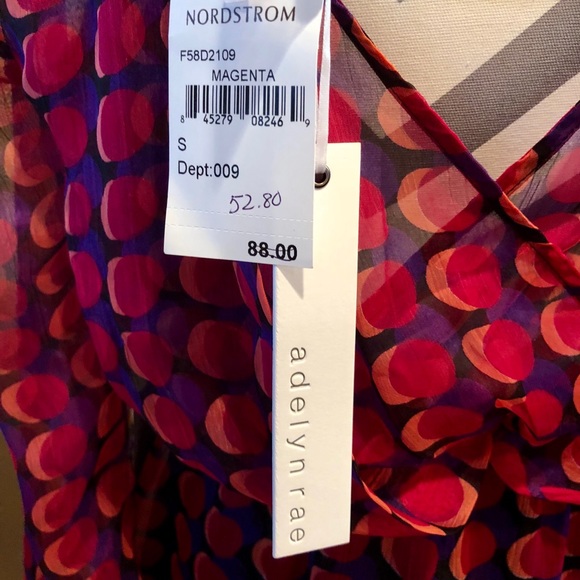 NORDSTROM
F58D2109
MAGENTA
8 45279 08246 9
S
Dept:009
52.80
88.00
adelynrae